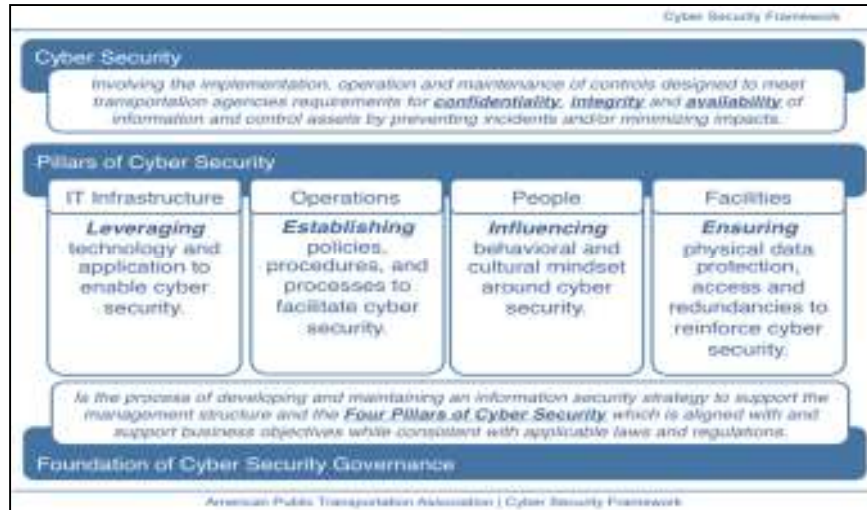 Cyber Security Framework
Cyber Security
Involving the implementation, operation and maintenance of controls designed to meet
transportation agencies requirements for confidentiality, integrity and availability of
information and control assets by preventing incidents and/or minimizing impacts.
Pillars of Cyber Security
IT Infrastructure
Leveraging
technology and
application to
enable cyber
security.
Operations
Establishing
policies,
procedures, and
processes to
facilitate cyber
security.
People
Influencing
behavioral and
cultural mindset
around cyber
security.
Facilities
Ensuring
physical data
protection,
access and
redundancies to
reinforce cyber
security.
Is the process of developing and maintaining an information security strategy to support the
management structure and the Four Pillars of Cyber Security which is aligned with and
support business objectives while consistent with applicable laws and regulations.
Foundation of Cyber Security Governance
American Public Transportation Association | Cyber Security Framework